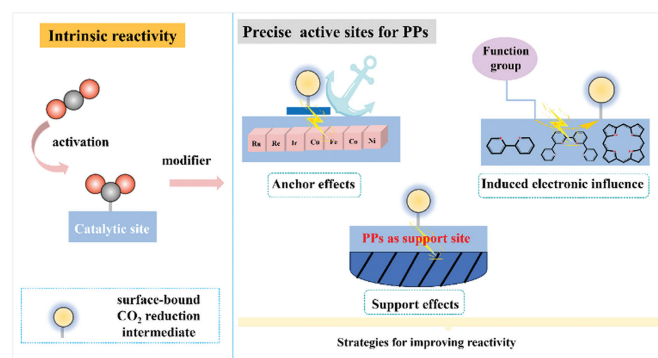 Intrinsic reactivity
activation
Catalytic site
modifier
surface-bound
CO₂ reduction
intermediate
Precise active sites for PPs
Ru Re Ir Cu Fe Co Ni
Anchor effects
Function
group
Induced electronic influence
PPs as support site
Support effects
Strategies for improving reactivity